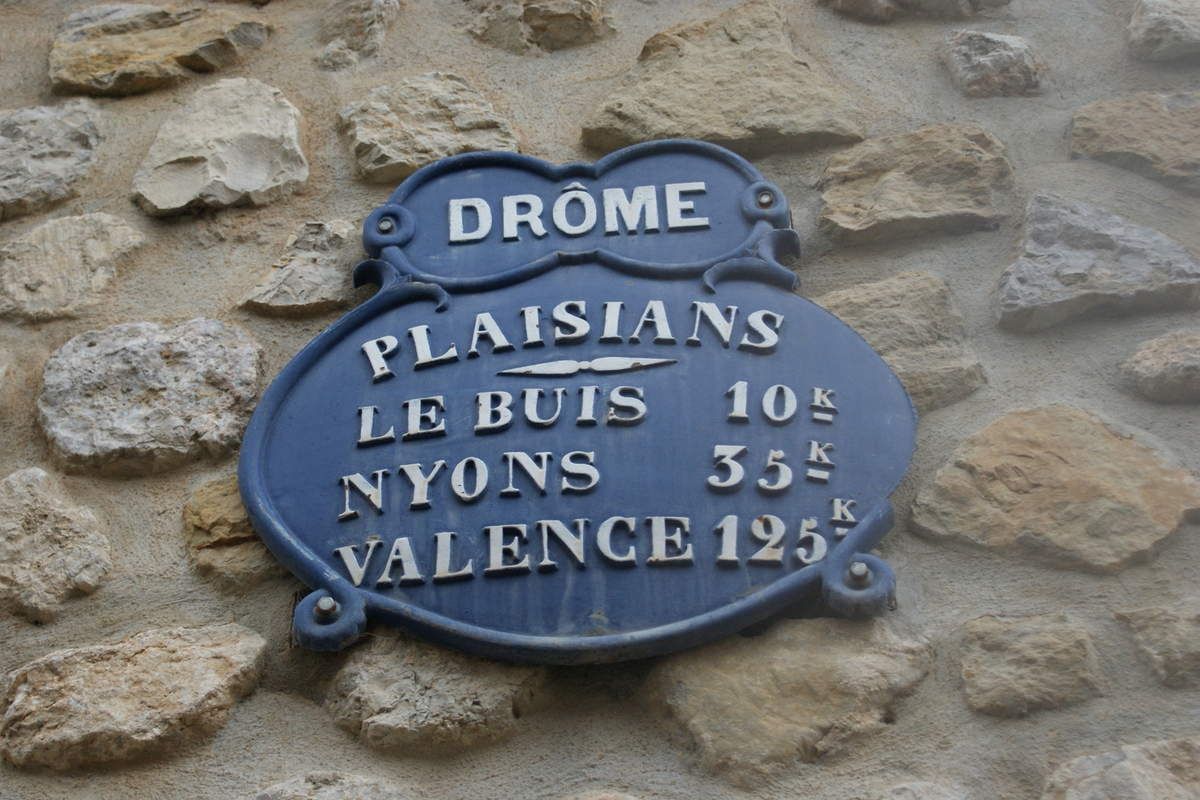 DRÔME
PLAISIANS
LE BUIS 10K
NYONS 35K
VALENCE 125K